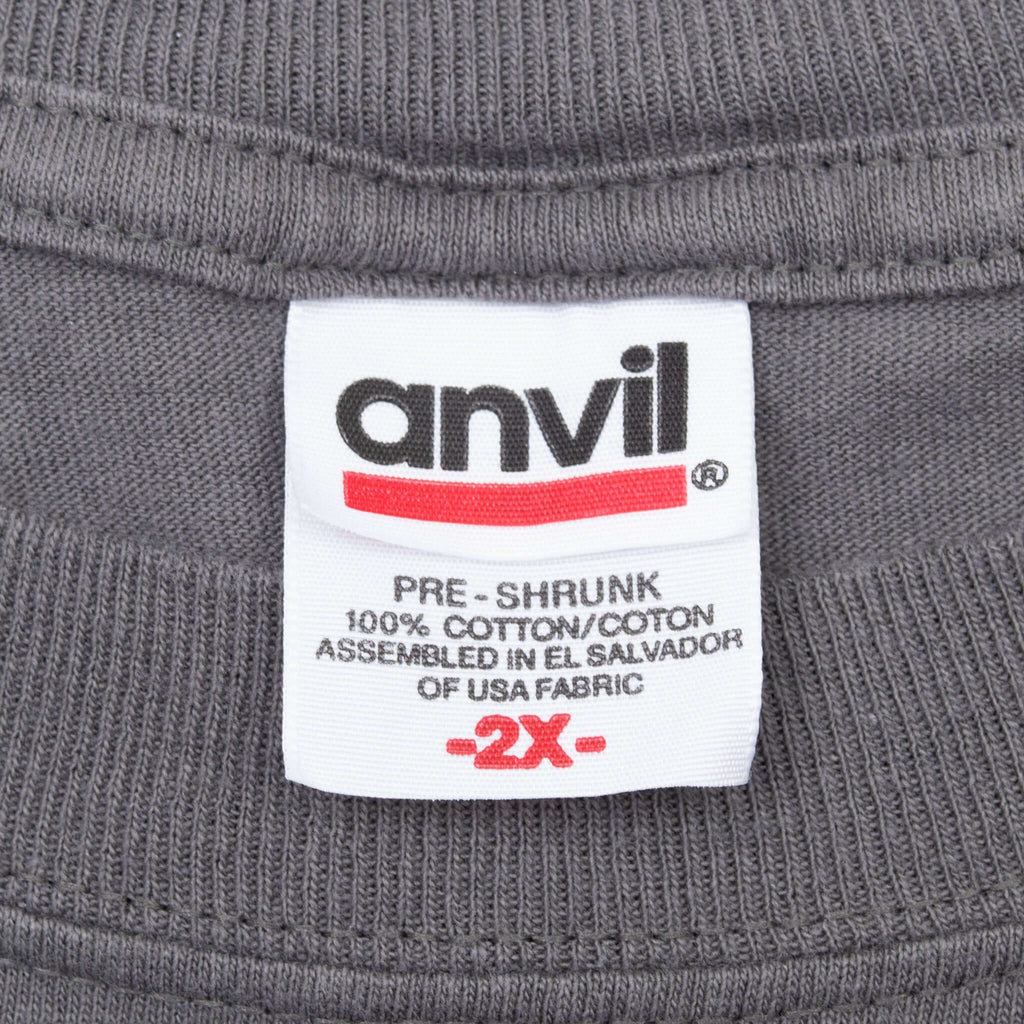 anvil
®
PRE - SHRUNK
100% COTTON/COTON
ASSEMBLED IN EL SALVADOR
OF USA FABRIC
-2X-